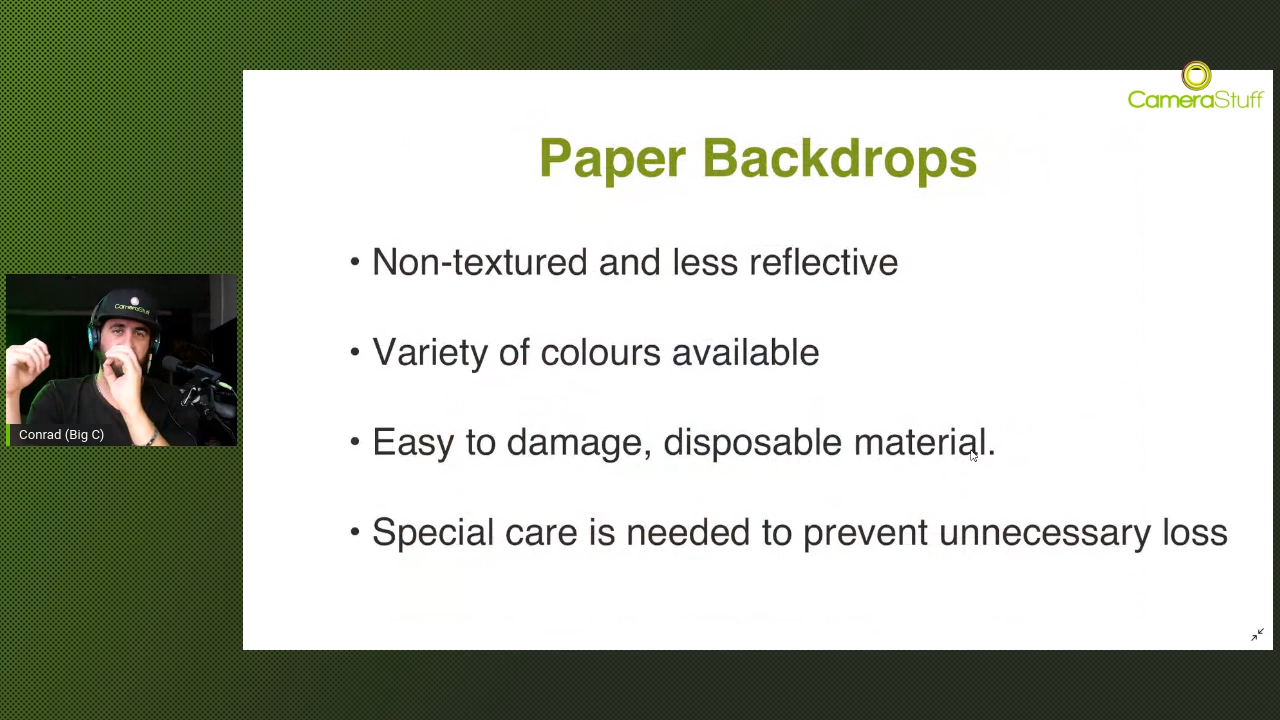 CameraStuff
Paper Backdrops
• Non-textured and less reflective
• Variety of colours available
• Easy to damage, disposable material.
• Special care is needed to prevent unnecessary loss
CameraStuff
Conrad (Big C)